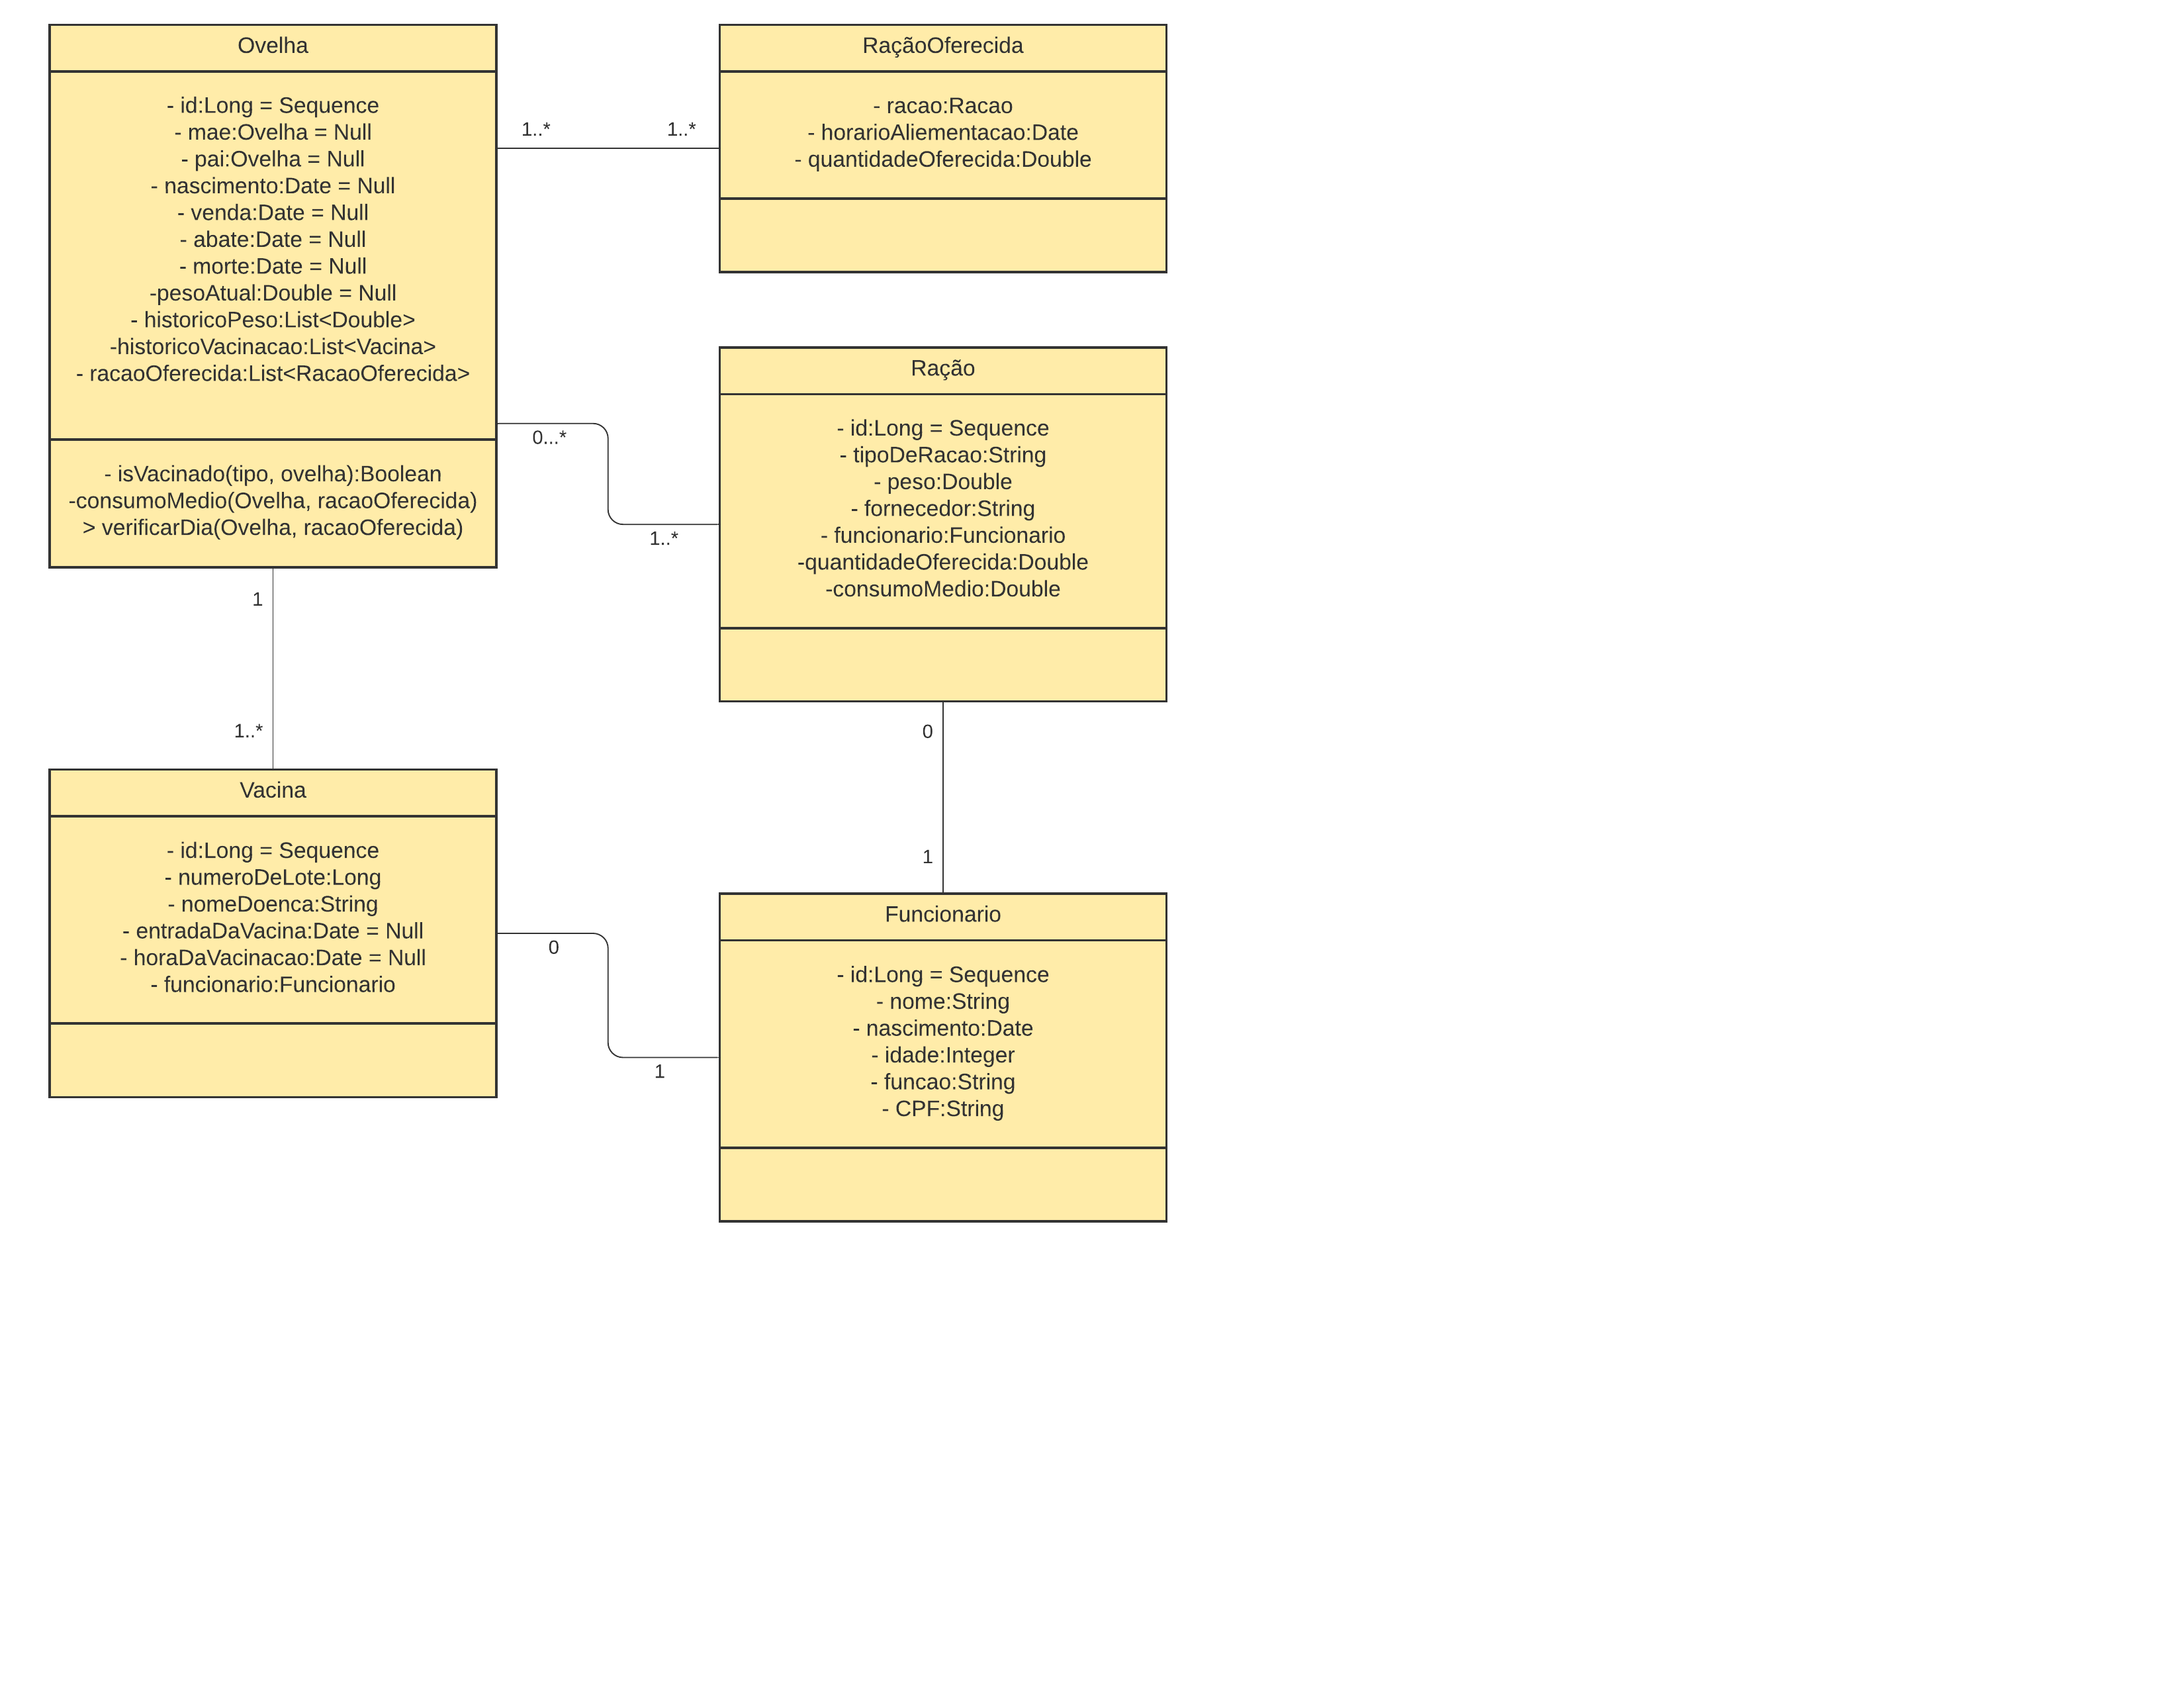 Ovelha
- id:Long = Sequence
- mae:Ovelha = Null
- pai:Ovelha = Null
- nascimento:Date = Null
- venda:Date = Null
- abate:Date = Null
- morte:Date = Null
-pesoAtual:Double = Null
- historicoPeso:List<Double>
-historicoVacinacao:List<Vacina>
- racaoOferecida:List<RacaoOferecida>
- isVacinado(tipo, ovelha):Boolean
-consumoMedio(Ovelha, racaoOferecida)
> verificarDia(Ovelha, racaoOferecida)
1..*
1..*
RaçãoOferecida
- racao:Racao
- horarioAliementacao:Date
- quantidadeOferecida:Double
0...*
1..*
Ração
- id:Long = Sequence
- tipoDeRacao:String
- peso:Double
- fornecedor:String
- funcionario:Funcionario
-quantidadeOferecida:Double
-consumoMedio:Double
1
1..*
Vacina
- id:Long = Sequence
- numeroDeLote:Long
- nomeDoenca:String
- entradaDaVacina:Date = Null
- horaDaVacinacao:Date = Null
- funcionario:Funcionario
0
1
0
1
Funcionario
- id:Long = Sequence
- nome:String
- nascimento:Date
- idade:Integer
- funcao:String
- CPF:String